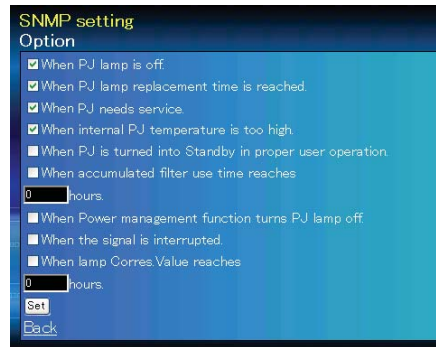 SNMP setting
Option
When PJ lamp is off.
When PJ lamp replacement time is reached.
When PJ needs service.
When internal PJ temperature is too high.
When PJ is turned into Standby in proper user operation.
When accumulated filter use time reaches
0 hours.
When Power management function turns PJ lamp off.
When the signal is interrupted.
When lamp Corres.Value reaches
0 hours.
Set
Back